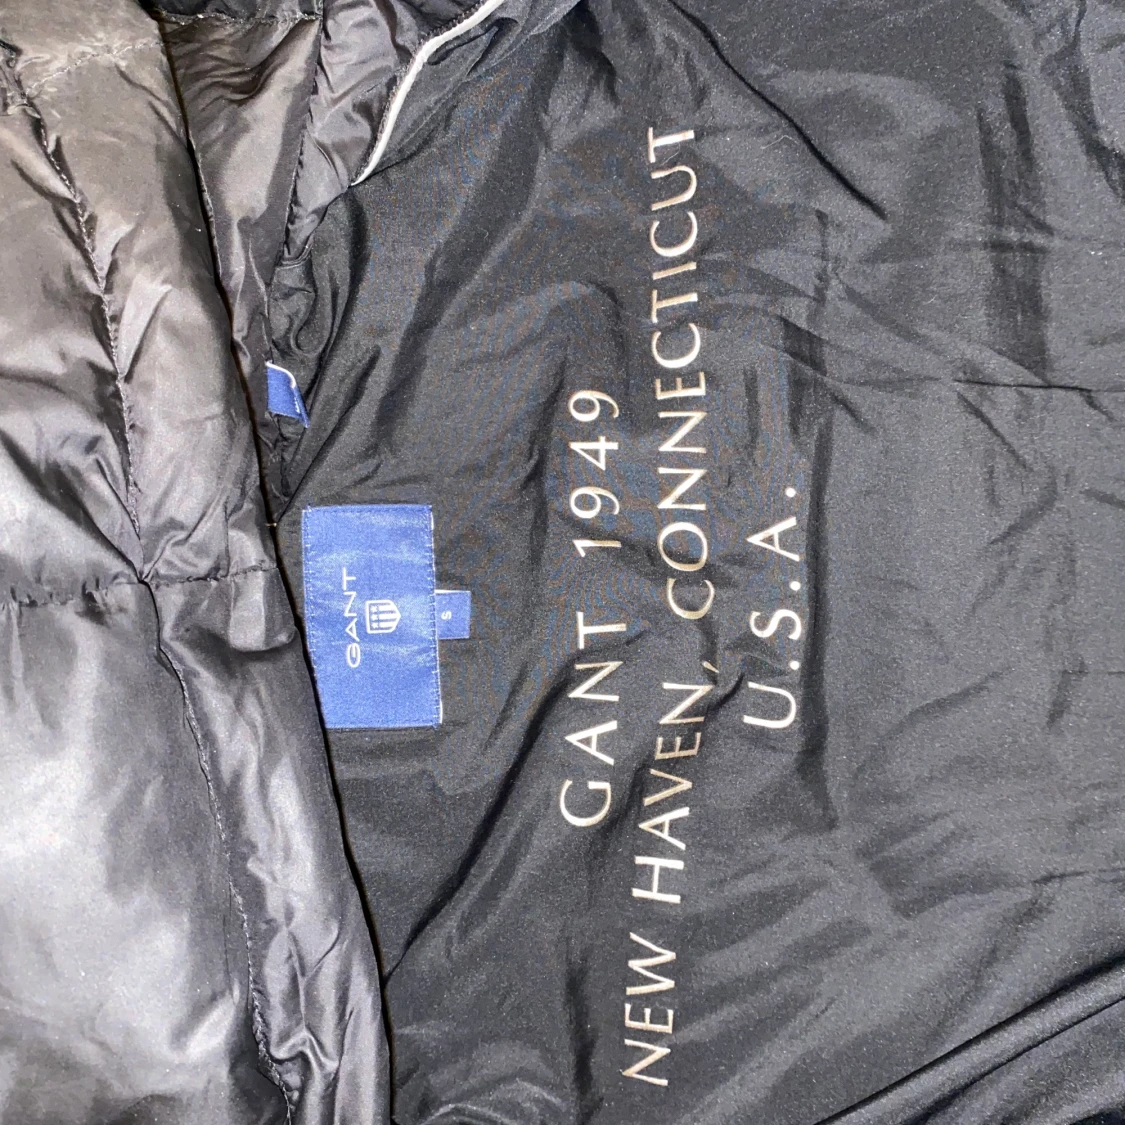 GANT
S
GANT 1949
NEW HAVEN, CONNECTICUT
U.S.A.